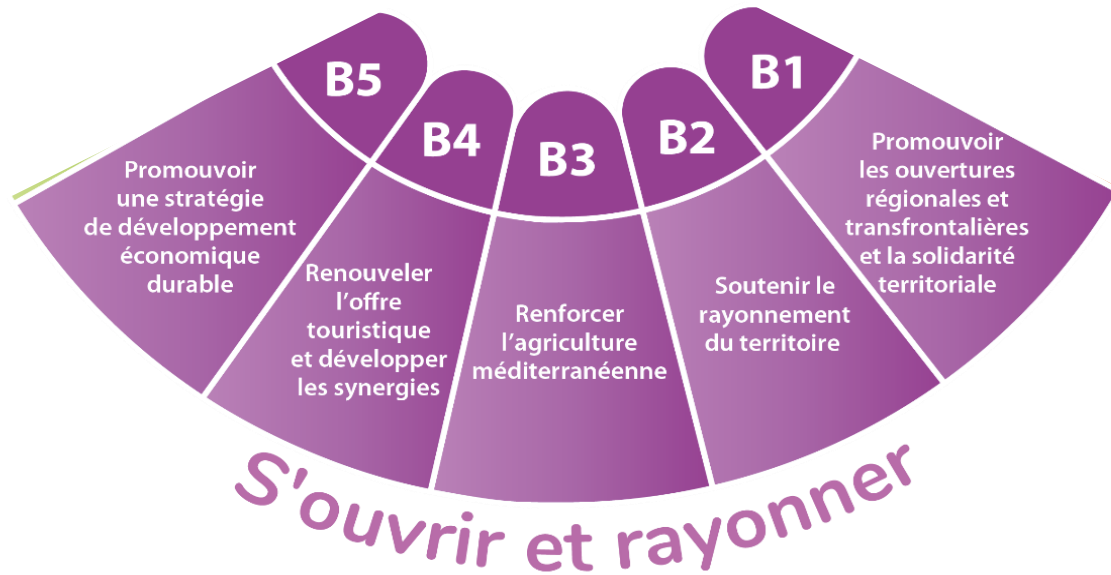 B5
Promouvoir
une stratégie
de développement
économique
durable
B4
Renouveler
l'offre
touristique
et développer
les synergies
B3
Renforcer
l'agriculture
méditerranéenne
B2
Soutenir le
rayonnement
du territoire
B1
Promouvoir
les ouvertures
régionales et
transfrontalières
et la solidarité
territoriale
S'ouvrir et rayonner